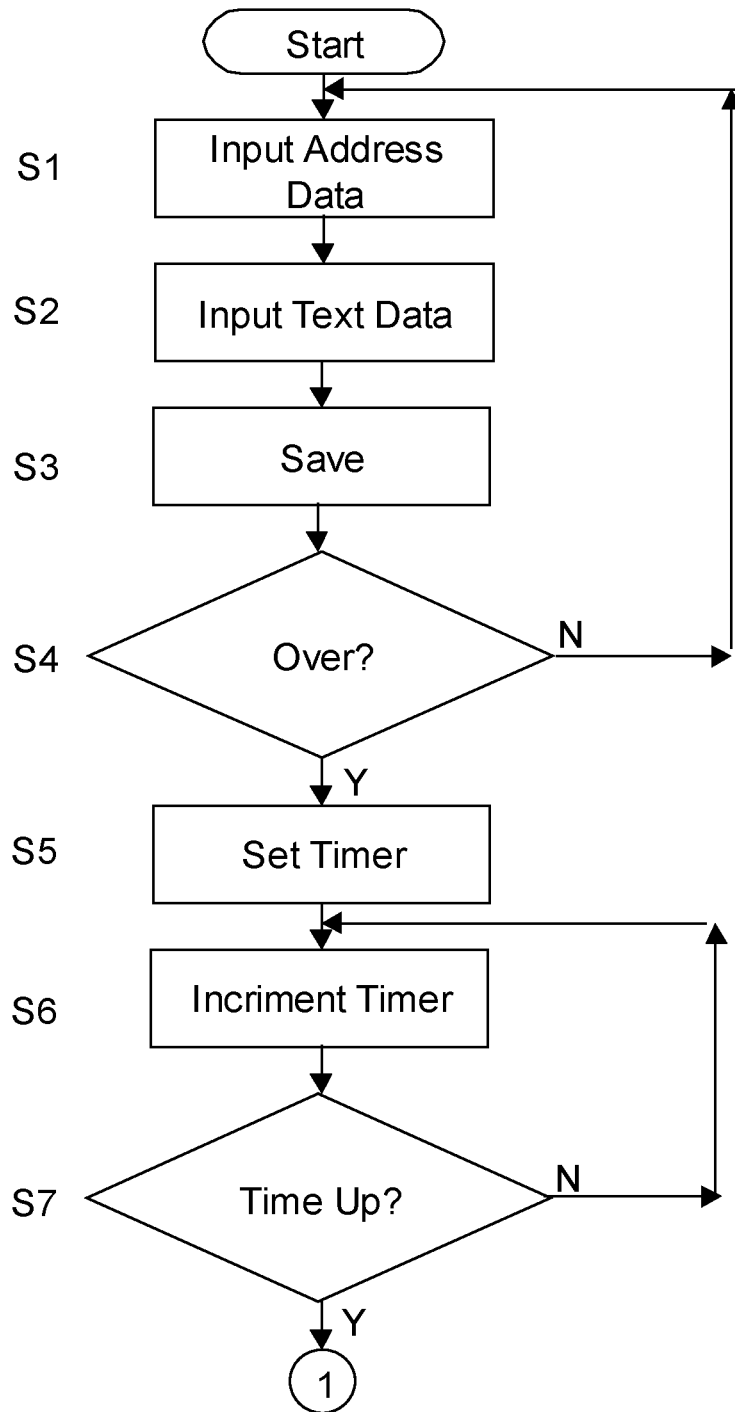 Start
S1
Input Address
Data
S2
Input Text Data
S3
Save
S4
Over?
N
Y
S5
Set Timer
S6
Incriment Timer
S7
Time Up?
N
Y
1